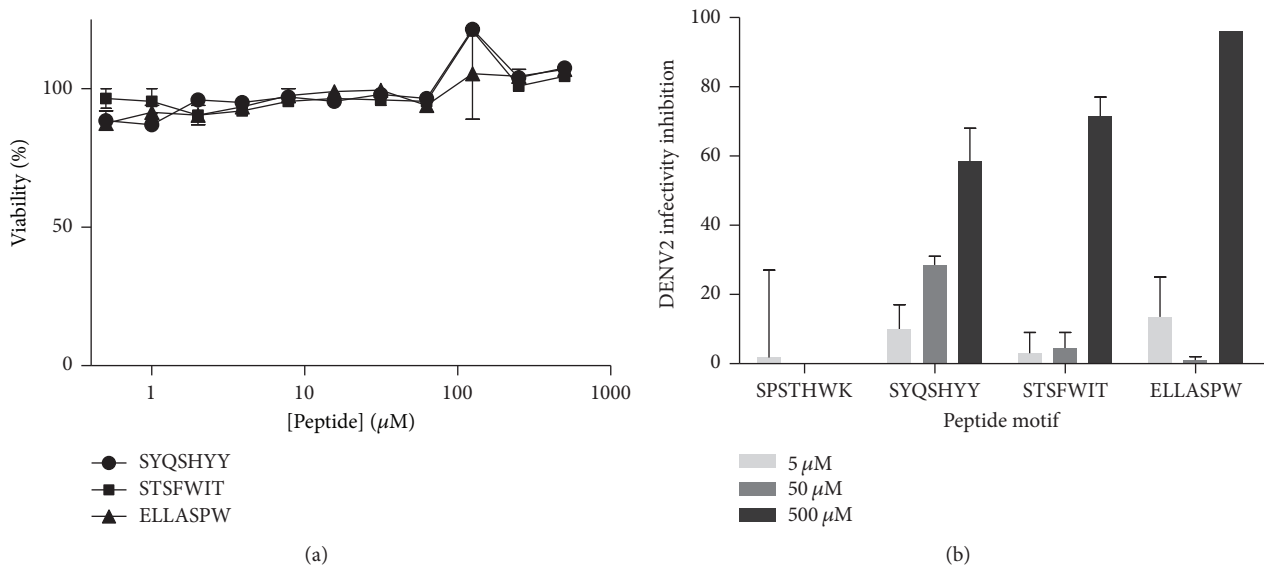 Viability (%)
100
50
0
1
10
100
1000
[Peptide] (μM)
SYQSHYY
STSFWIT
ELLASPW
(a)
DENV2 infectivity inhibition
100
80
60
40
20
0
SPSTHWK
SYQSHYY
STSFWIT
ELLASPW
Peptide motif
5 μM
50 μM
500 μM
(b)